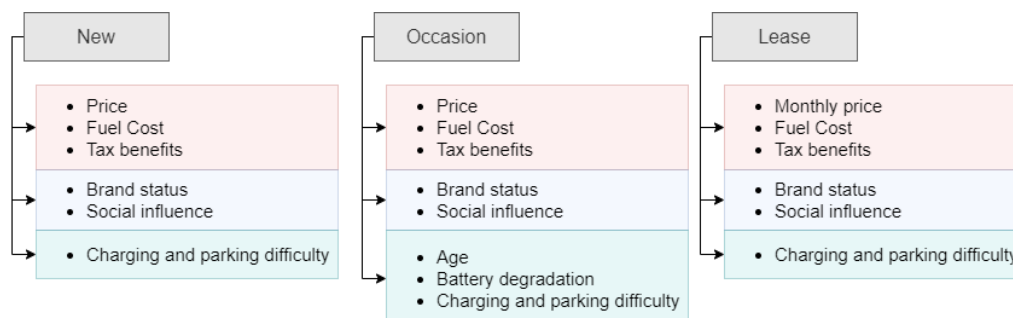 New
• Price
• Fuel Cost
• Tax benefits
• Brand status
• Social influence
• Charging and parking difficulty
Occasion
• Price
• Fuel Cost
• Tax benefits
• Brand status
• Social influence
• Age
• Battery degradation
• Charging and parking difficulty
Lease
• Monthly price
• Fuel Cost
• Tax benefits
• Brand status
• Social influence
• Charging and parking difficulty